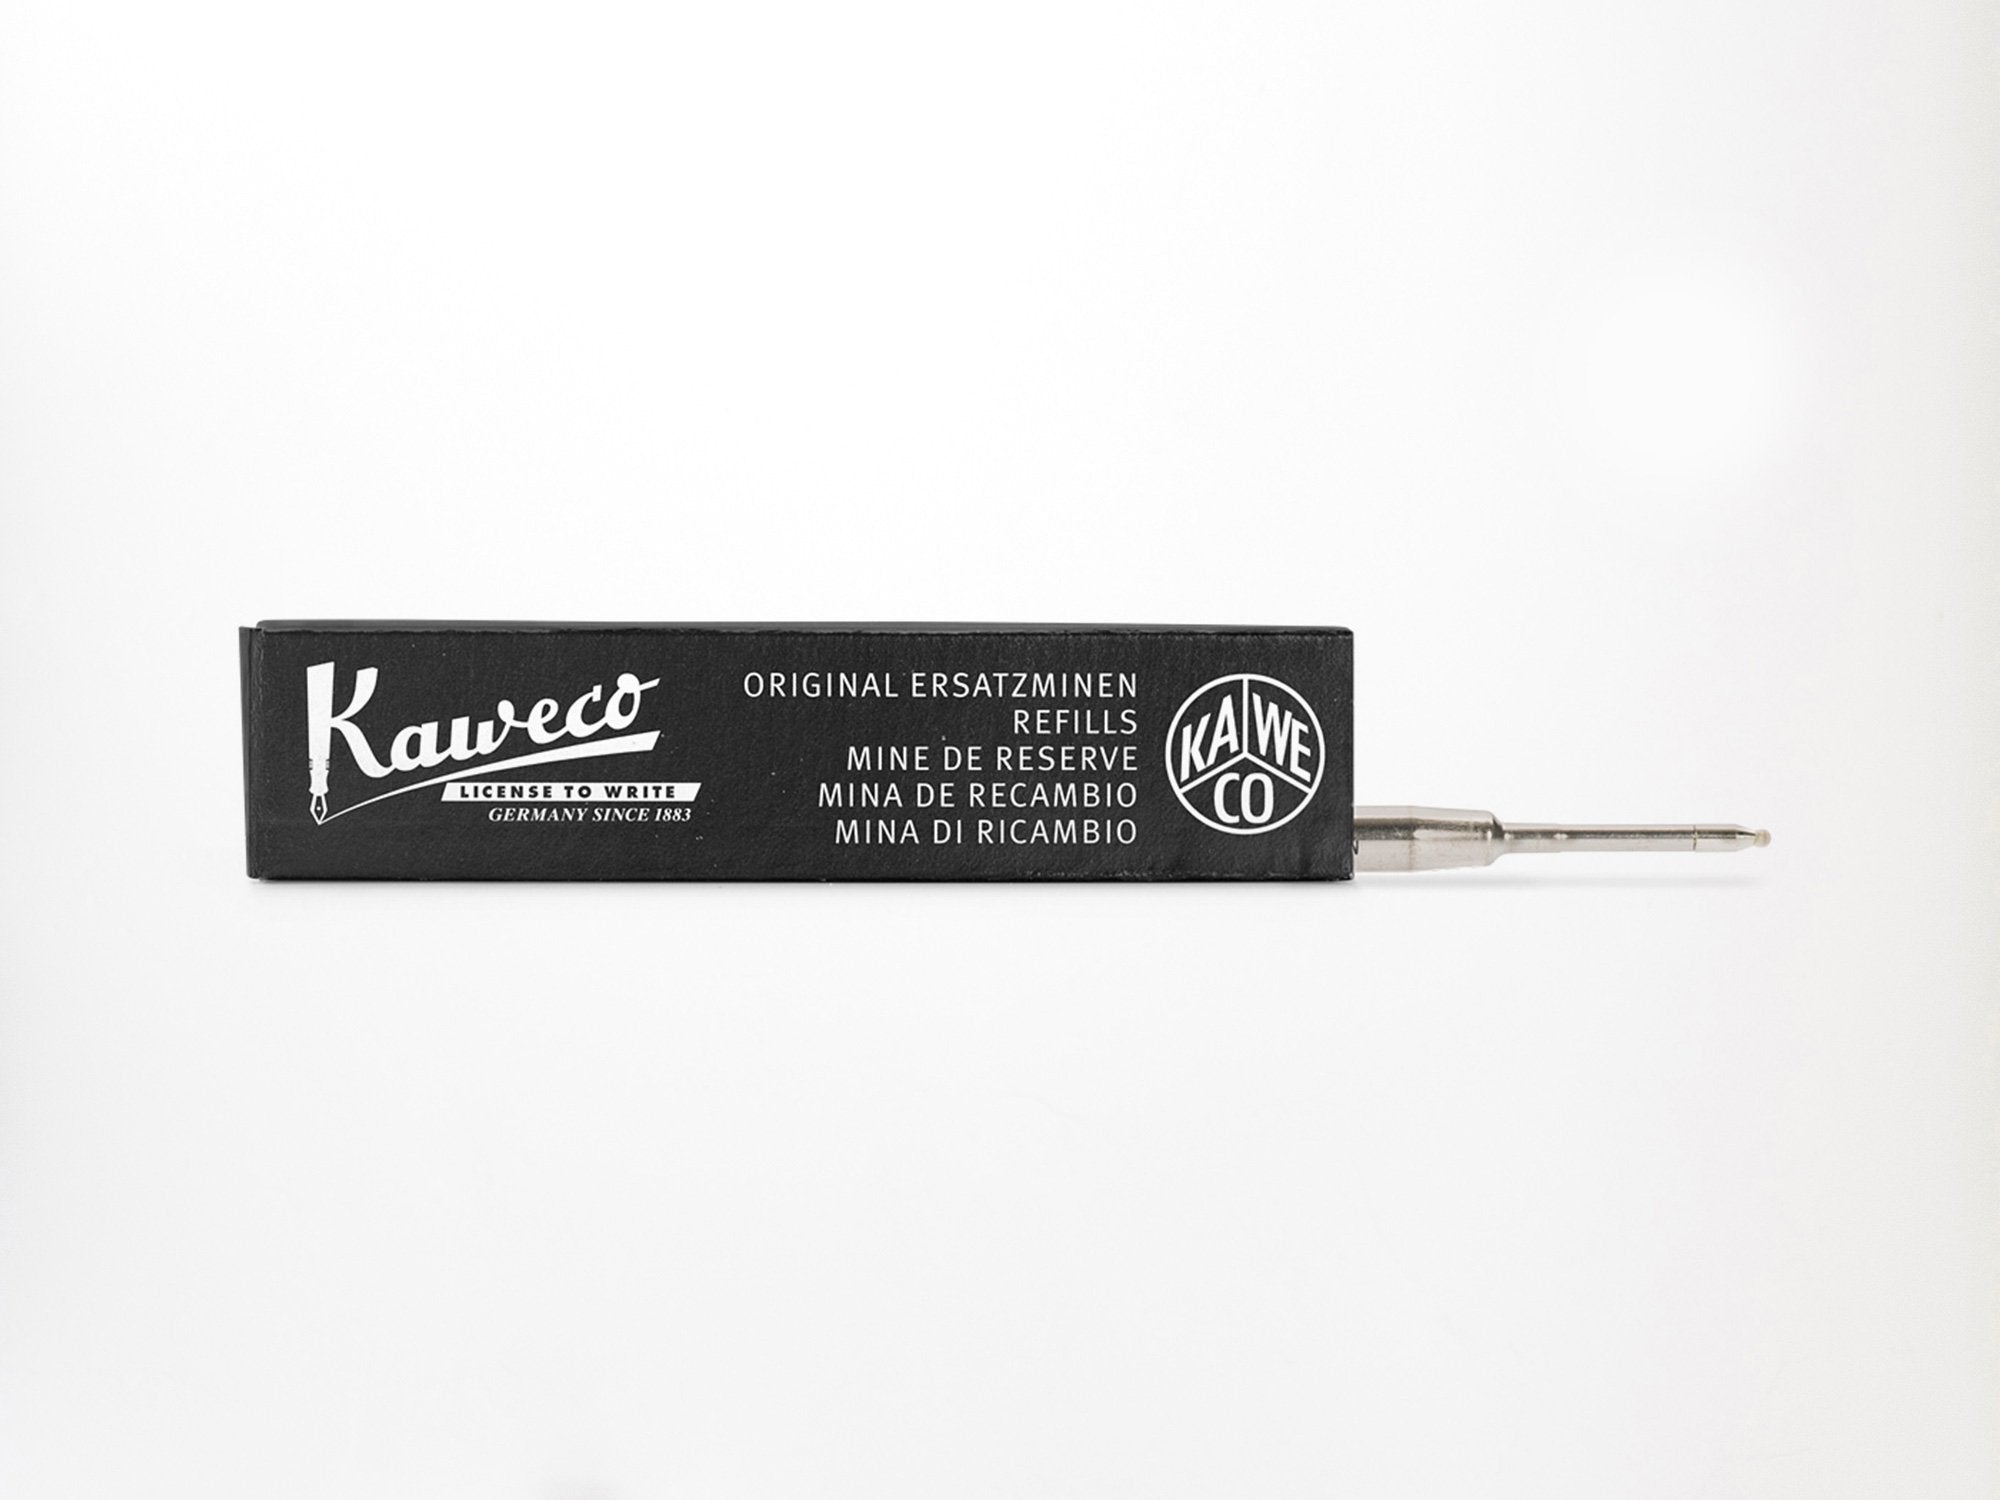 Kaweco
LICENSE TO WRITE
GERMANY SINCE 1883
ORIGINAL ERSATZMINEN
REFILLS
MINE DE RESERVE
MINA DE RECAMBIO
MINA DI RICAMBIO
KA WE
CO